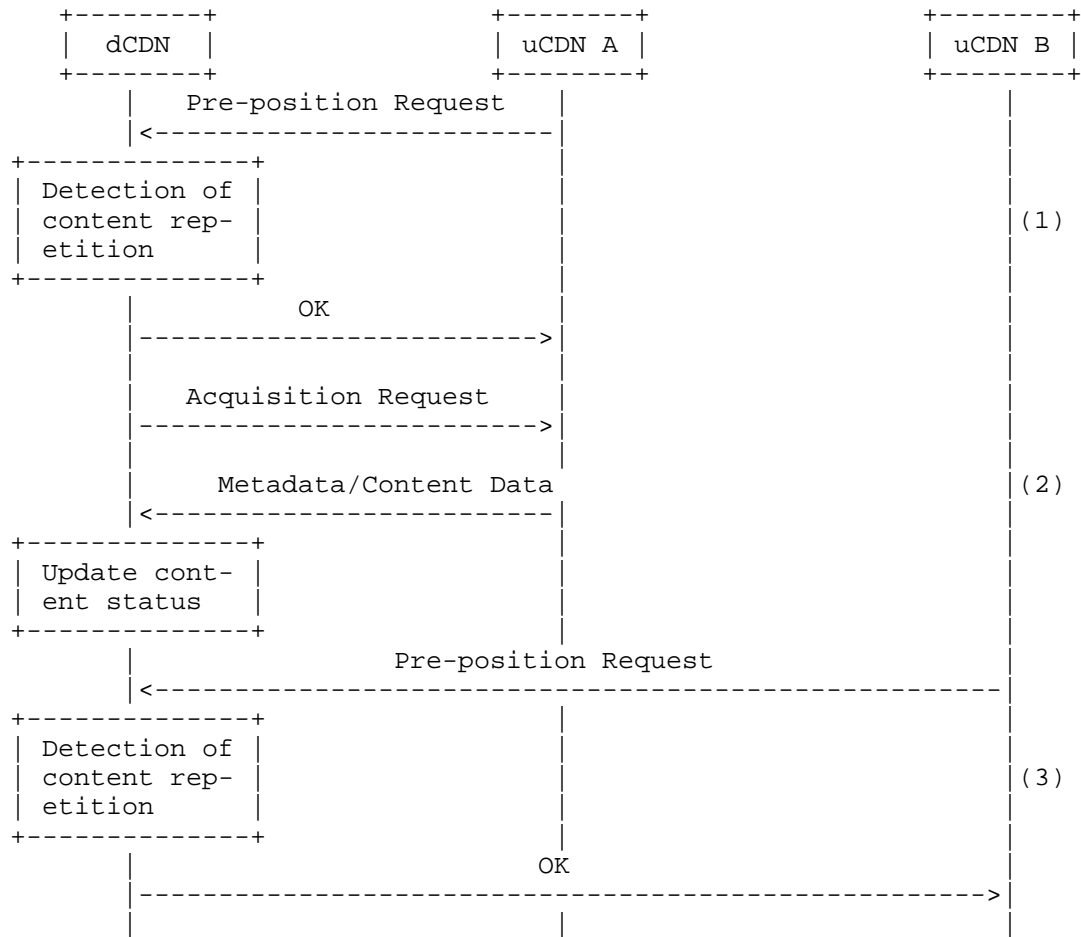 dCDN uCDN A uCDN B
Pre-position Request
Detection of
content rep-
etition
(1)
OK
Acquisition Request
Metadata/Content Data
(2)
Update cont-
ent status
Pre-position Request
Detection of
content rep-
etition
(3)
OK